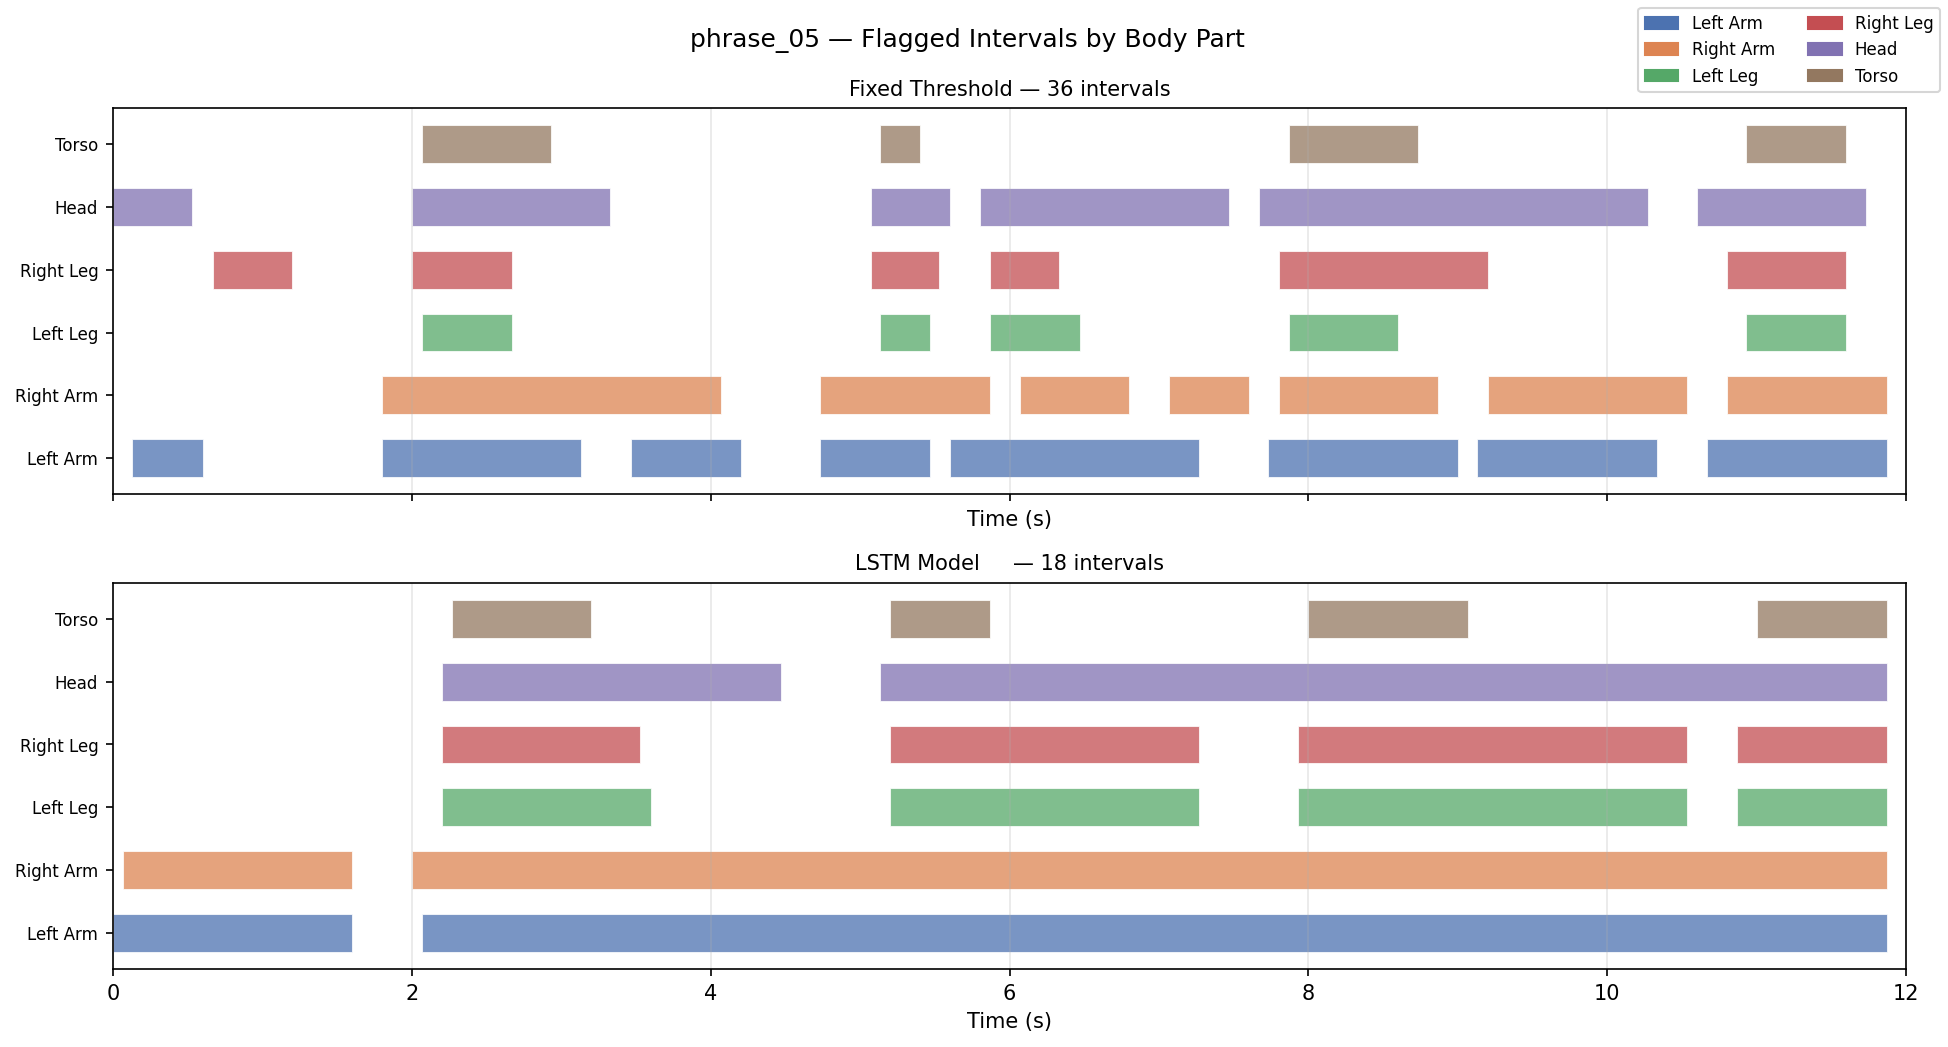 phrase_05 — Flagged Intervals by Body Part
Left Arm
Right Arm
Left Leg
Right Leg
Head
Torso
Fixed Threshold — 36 intervals
Torso
Head
Right Leg
Left Leg
Right Arm
Left Arm
Time (s)
LSTM Model — 18 intervals
Torso
Head
Right Leg
Left Leg
Right Arm
Left Arm
0 2 4 6 8 10 12
Time (s)